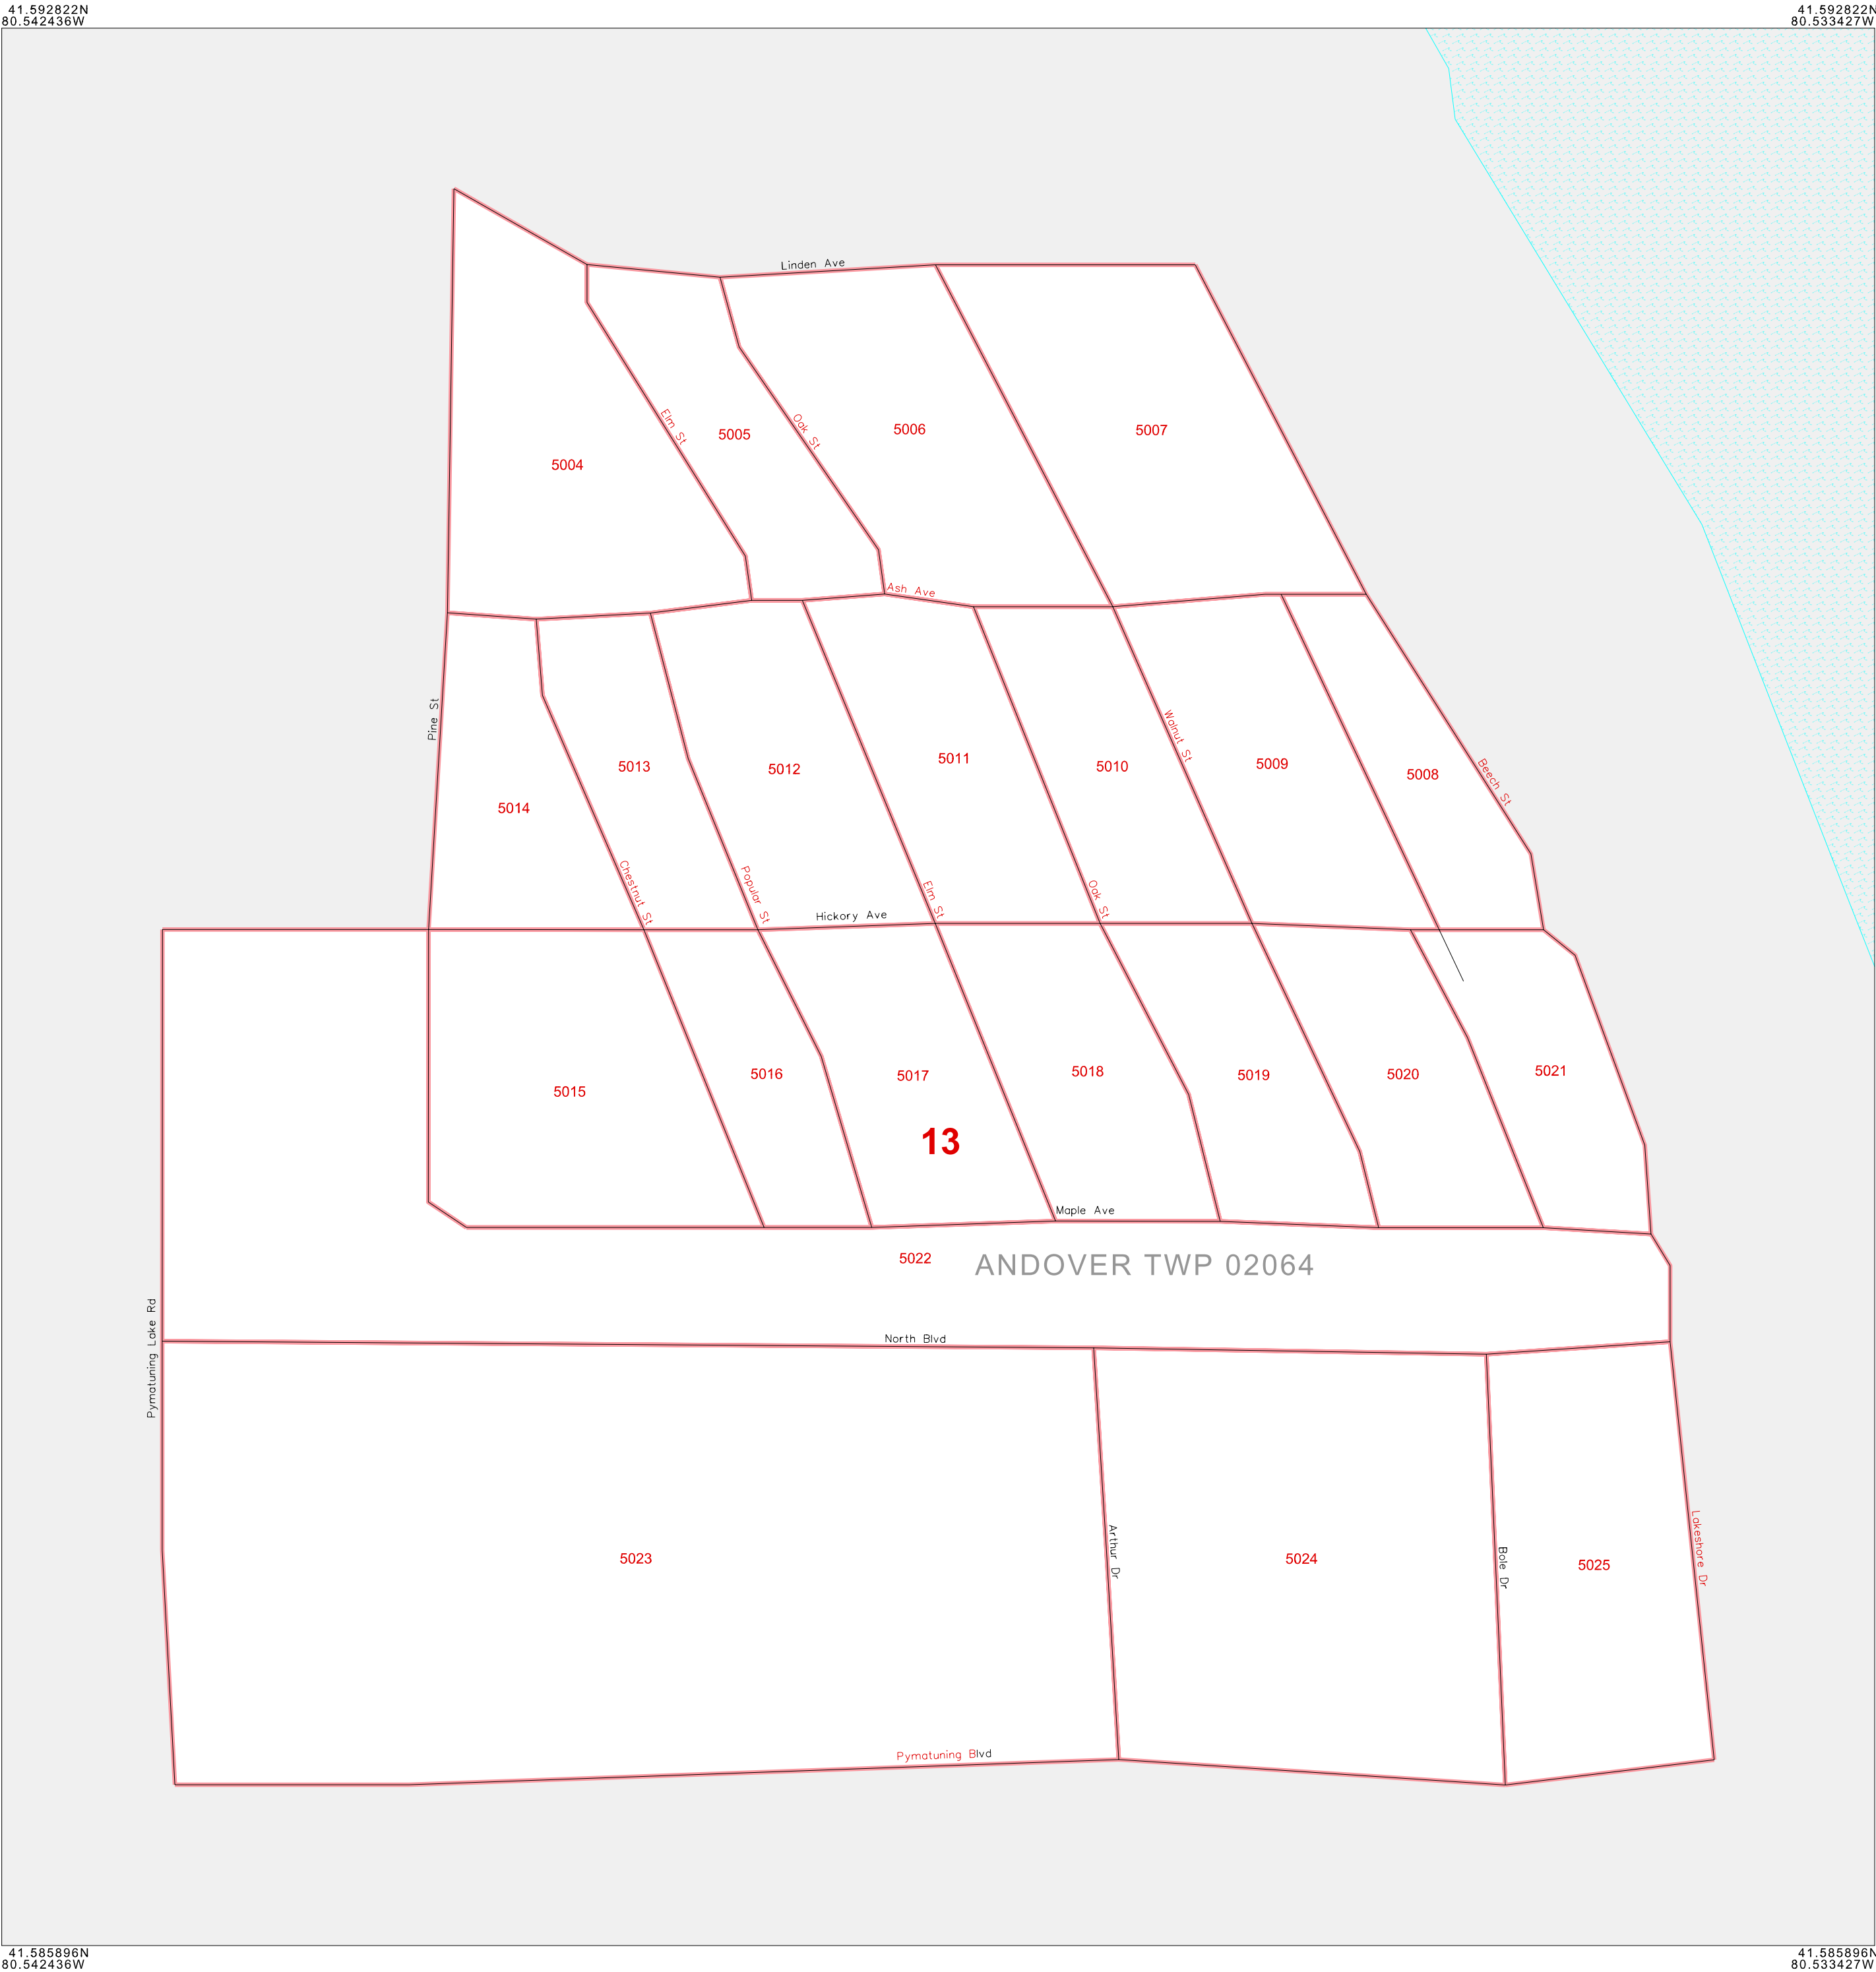 41.592822N
80.542436W
41.592822N
80.533427W
Linden Ave
Elm St
Oak St
5004
5005
5006
5007
Ash Ave
Pine St
Walnut St
Beech St
5014
5013
5012
5011
5010
5009
5008
Chestnut St
Popular St
Elm St
Oak St
Hickory Ave
5015
5016
5017
5018
5019
5020
5021
13
Maple Ave
5022
ANDOVER TWP 02064
Pymatuning Lake Rd
North Blvd
5023
Arthur Dr
5024
Bole Dr
5025
Lakeshore Dr
Pymatuning Blvd
41.585896N
80.542436W
41.585896N
80.533427W